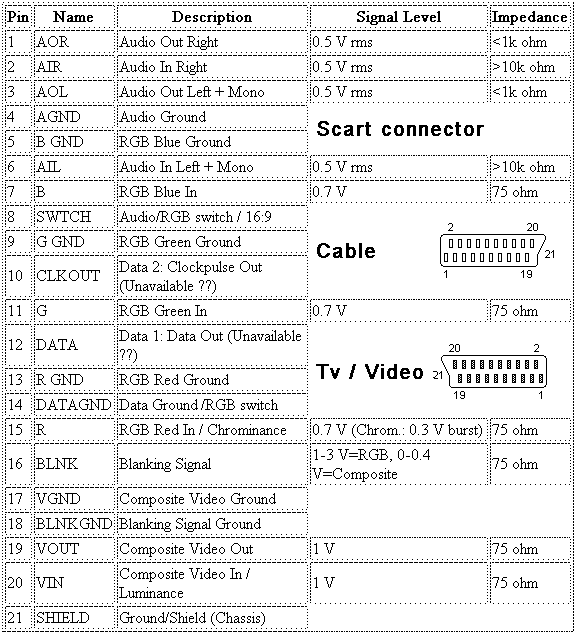 Pin Name Description Signal Level Impedance
1 AOR Audio Out Right 0.5 V rms <1k ohm
2 AIR Audio In Right 0.5 V rms >10k ohm
3 AOL Audio Out Left + Mono 0.5 V rms <1k ohm
4 AGND Audio Ground
Scart connector
5 B GND RGB Blue Ground
6 AIL Audio In Left + Mono 0.5 V rms >10k ohm
7 B RGB Blue In 0.7 V 75 ohm
8 SWTCH Audio/RGB switch / 16:9
2 20
9 G GND RGB Green Ground
Cable
21
10 CLKOUT Data 2: Clockpulse Out
(Unavailable ??)
1 19
11 G RGB Green In 0.7 V 75 ohm
12 DATA Data 1: Data Out (Unavailable
??)
20 2
13 R GND RGB Red Ground
Tv / Video
21
14 DATAGND Data Ground /RGB switch
19 1
15 R RGB Red In / Chrominance 0.7 V (Chrom.: 0.3 V burst) 75 ohm
16 BLNK Blanking Signal 1-3 V=RGB, 0-0.4
V=Composite 75 ohm
17 VGND Composite Video Ground
18 BLNKGND Blanking Signal Ground
19 VOUT Composite Video Out 1 V 75 ohm
20 VIN Composite Video In /
Luminance 1 V 75 ohm
21 SHIELD Ground/Shield (Chassis)